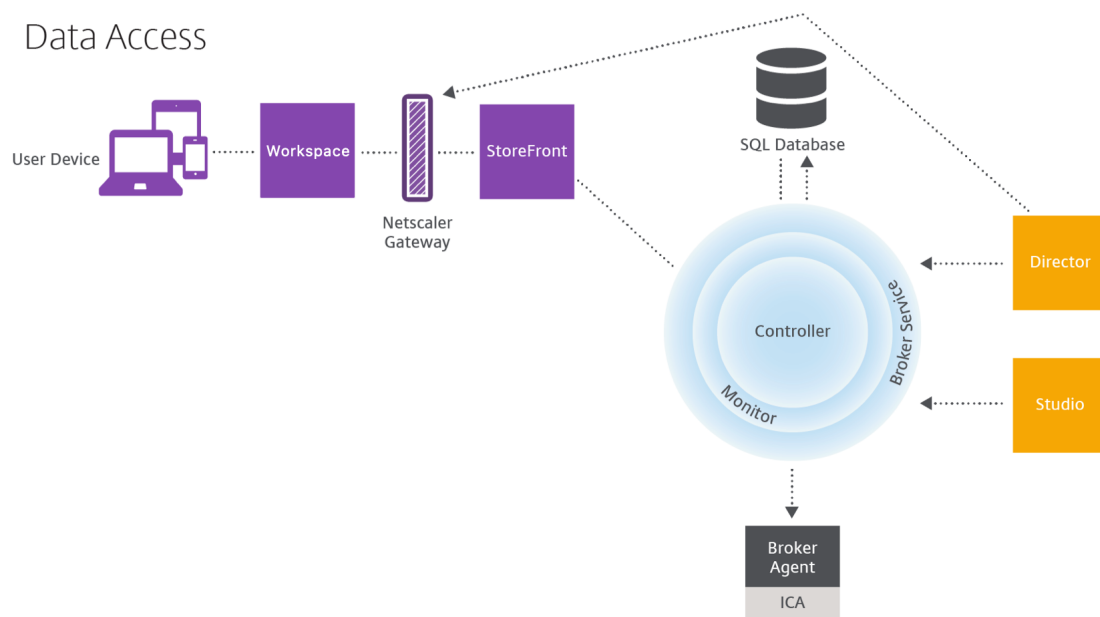 Data Access
SQL Database
User Device
Workspace
StoreFront
Netscaler
Gateway
Director
Broker Service
Controller
Monitor
Studio
Broker
Agent
ICA